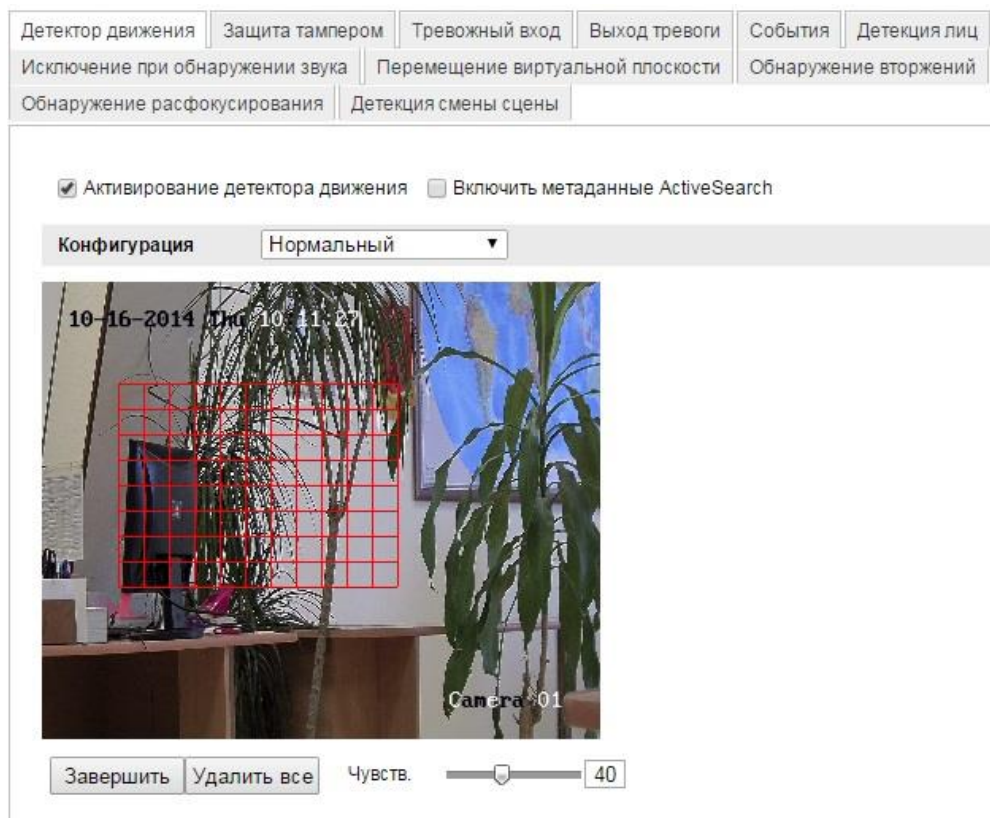 Детектор движения Защита тампером Тревожный вход Выход тревоги События Детекция лиц
Исключение при обнаружении звука Перемещение виртуальной плоскости Обнаружение вторжений
Обнаружение расфокусирования Детекция смены сцены
Активирование детектора движения Включить метаданные ActiveSearch
Конфигурация Нормальный
10-16-2014 Thu 10:41:27
Camera 01
Завершить Удалить все Чувств. 40